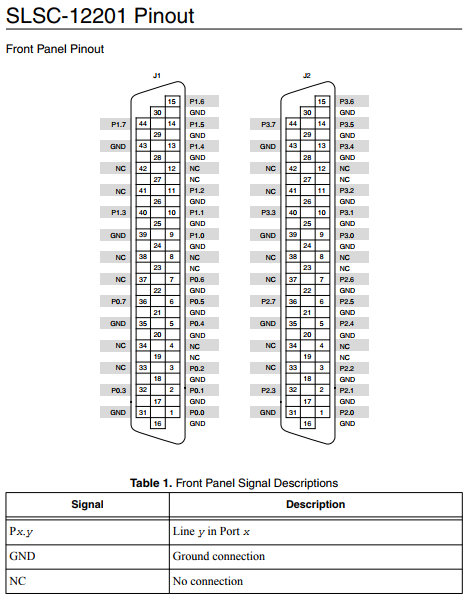 SLSC-12201 Pinout
Front Panel Pinout
J1 J2
15 P1.6 15 P3.6
30 GND 30 GND
P1.7 44 14 P1.5 P3.7 44 14 P3.5
29 GND 29 GND
GND 43 13 P1.4 GND 43 13 P3.4
28 GND 28 GND
NC 42 12 NC NC 42 12 NC
27 NC 27 NC
NC 41 11 P1.2 NC 41 11 P3.2
26 GND 26 GND
P1.3 40 10 P1.1 P3.3 40 10 P3.1
25 GND 25 GND
GND 39 9 P1.0 GND 39 9 P3.0
24 GND 24 GND
NC 38 8 NC NC 38 8 NC
23 NC 23 NC
NC 37 7 P0.6 NC 37 7 P2.6
22 GND 22 GND
P0.7 36 6 P0.5 P2.7 36 6 P2.5
21 GND 21 GND
GND 35 5 P0.4 GND 35 5 P2.4
20 GND 20 GND
NC 34 4 NC NC 34 4 NC
19 NC 19 NC
NC 33 3 P0.2 NC 33 3 P2.2
18 GND 18 GND
P0.3 32 2 P0.1 P2.3 32 2 P2.1
17 GND 17 GND
GND 31 1 P0.0 GND 31 1 P2.0
16 GND 16 GND
Table 1. Front Panel Signal Descriptions
Signal Description
Px.y Line y in Port x
GND Ground connection
NC No connection